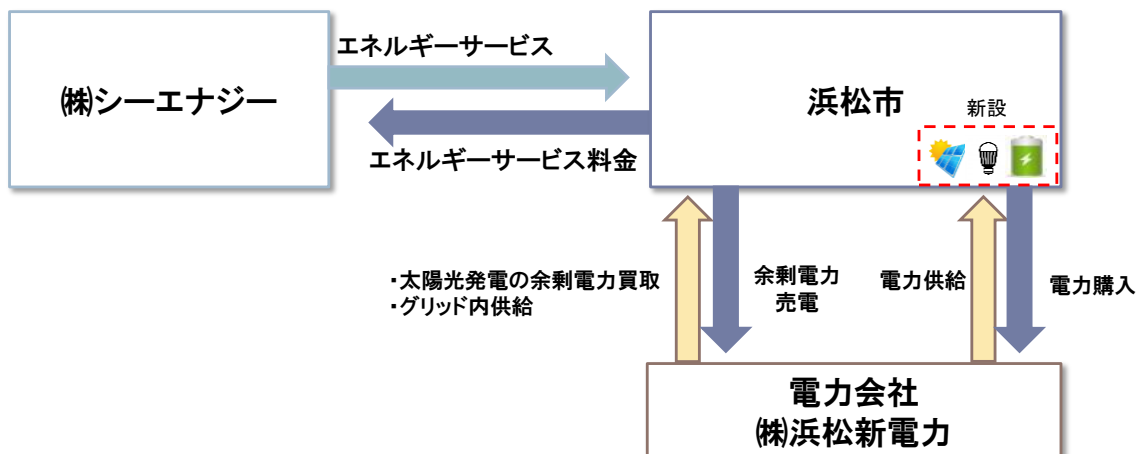 エネルギーサービス
㈱シーエナジー
浜松市
新設
エネルギーサービス料金
・太陽光発電の余剰電力買取
・グリッド内供給
余剰電力
売電
電力供給
電力購入
電力会社
㈱浜松新電力